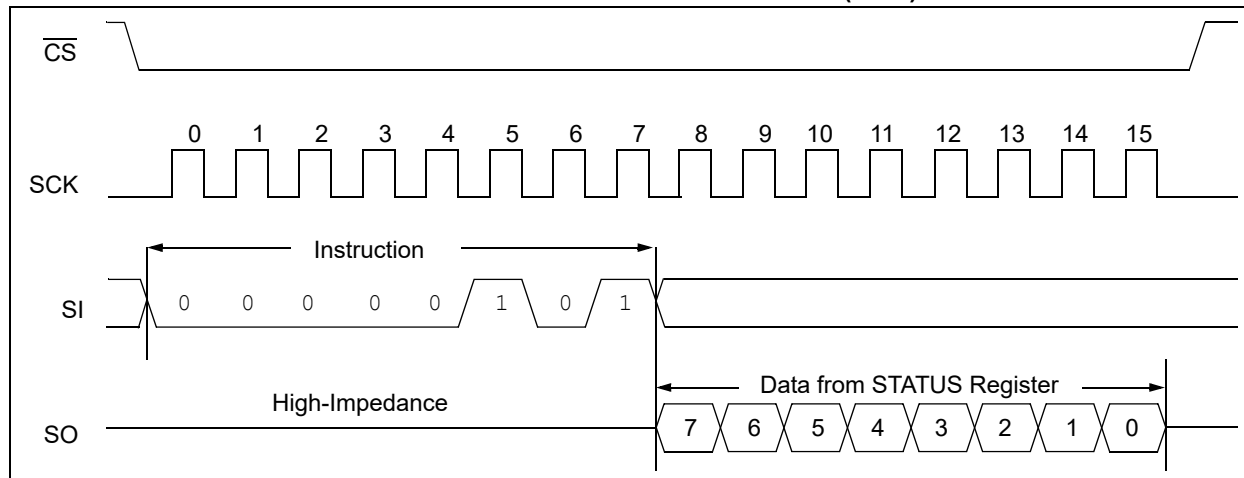 CS
0 1 2 3 4 5 6 7 8 9 10 11 12 13 14 15
SCK
Instruction
SI 0 0 0 0 0 1 0 1
Data from STATUS Register
High-Impedance
SO 7 6 5 4 3 2 1 0